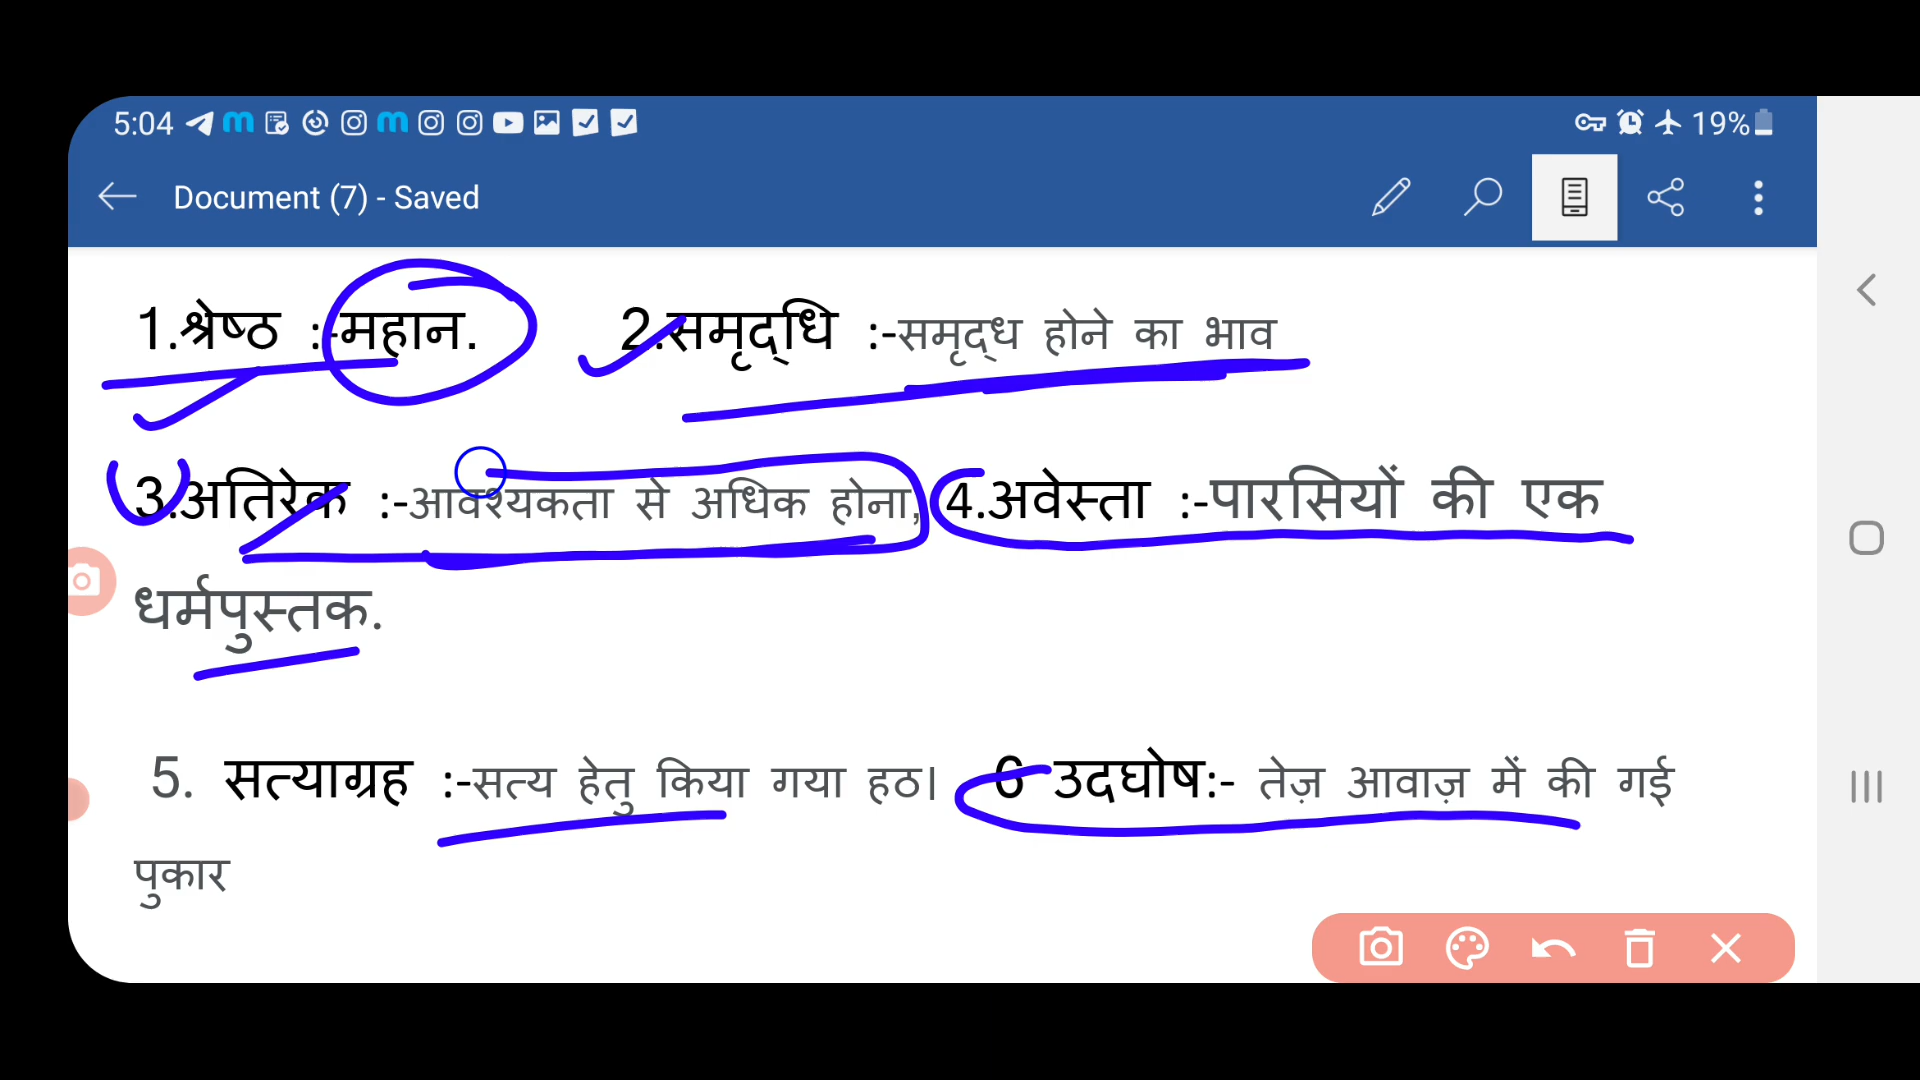 5:04 19%
Document (7) - Saved
1.श्रेष्ठ :-महान. 2.समृद्धि :-समृद्ध होने का भाव
3.अतिरेक :-आवश्यकता से अधिक होना, 4.अवेस्ता :-पारसियों की एक
धर्मपुस्तक.
5. सत्याग्रह :-सत्य हेतु किया गया हठ। 6 उदघोष:- तेज़ आवाज़ में की गई
पुकार